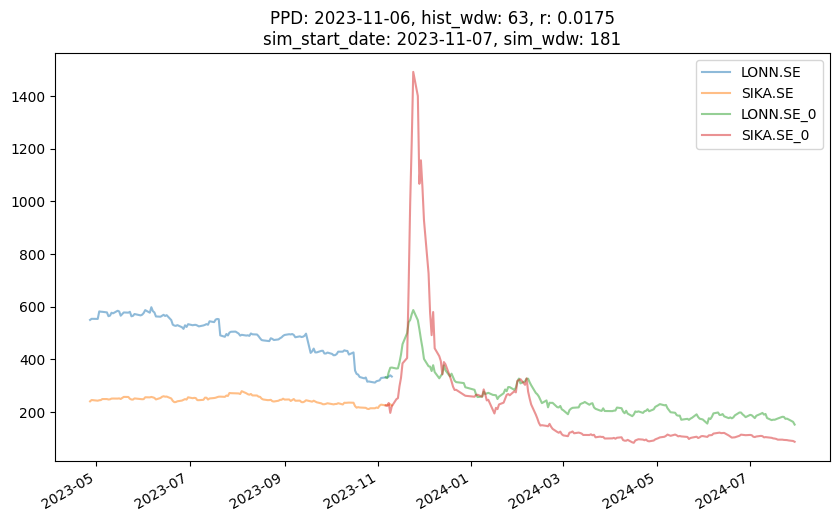 PPD: 2023-11-06, hist_wdw: 63, r: 0.0175
sim_start_date: 2023-11-07, sim_wdw: 181
LONN.SE
SIKA.SE
LONN.SE_0
SIKA.SE_0
1400
1200
1000
800
600
400
200
2023-05
2023-07
2023-09
2023-11
2024-01
2024-03
2024-05
2024-07